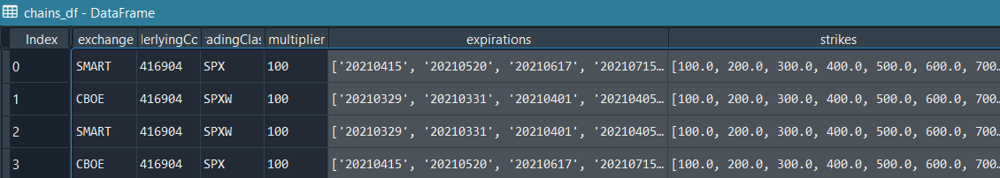 chains_df - DataFrame
Index exchange lerlyingCo radingClas multiplier expirations strikes
0 SMART 416904 SPX 100 ['20210415', '20210520', '20210617', '20210715… [100.0, 200.0, 300.0, 400.0, 500.0, 600.0, 700…
1 CBOE 416904 SPXW 100 ['20210329', '20210331', '20210401', '20210405… [100.0, 200.0, 300.0, 400.0, 500.0, 600.0, 700…
2 SMART 416904 SPXW 100 ['20210329', '20210331', '20210401', '20210405… [100.0, 200.0, 300.0, 400.0, 500.0, 600.0, 700…
3 CBOE 416904 SPX 100 ['20210415', '20210520', '20210617', '20210715… [100.0, 200.0, 300.0, 400.0, 500.0, 600.0, 700…